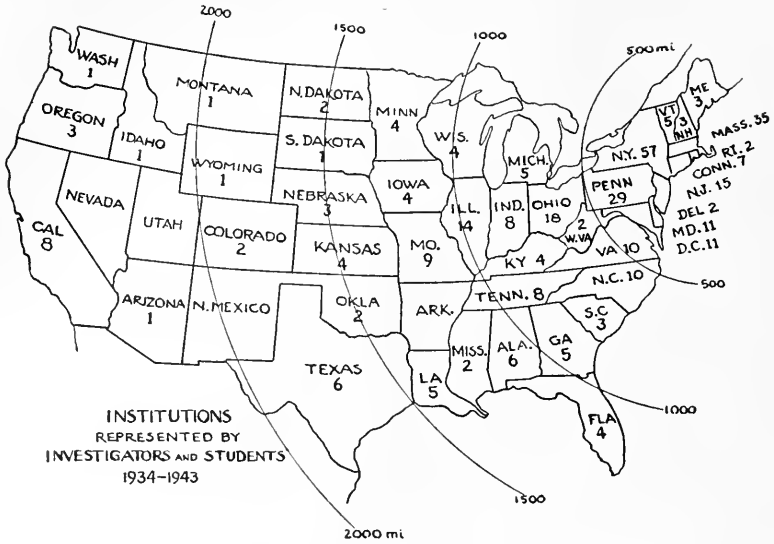 2000
1500
1000
500 mi
WASH
1
OREGON
3
IDAHO
1
MONTANA
1
N. DAKOTA
2
S. DAKOTA
1
WYOMING
1
NEBRASKA
3
MINN
4
WIS.
4
MICH.
5
IOWA
4
ILL.
14
IND.
8
OHIO
18
N.Y. 57
PENN
29
VT
5
3
NH
ME
3
MASS. 35
R.I. 2
CONN. 7
N.J. 15
DEL 2
MD. 11
D.C. 11
2
W.VA
VA 10
N.C. 10
500
CAL
8
NEVADA
UTAH
COLORADO
2
KANSAS
4
MO.
9
KY 4
TENN. 8
S.C
3
ARIZONA
1
N. MEXICO
OKLA
2
ARK.
TEXAS
6
LA
5
MISS.
2
ALA.
6
GA
5
FLA
4
1000
1500
2000 mi
INSTITUTIONS
REPRESENTED BY
INVESTIGATORS AND STUDENTS
1934-1943